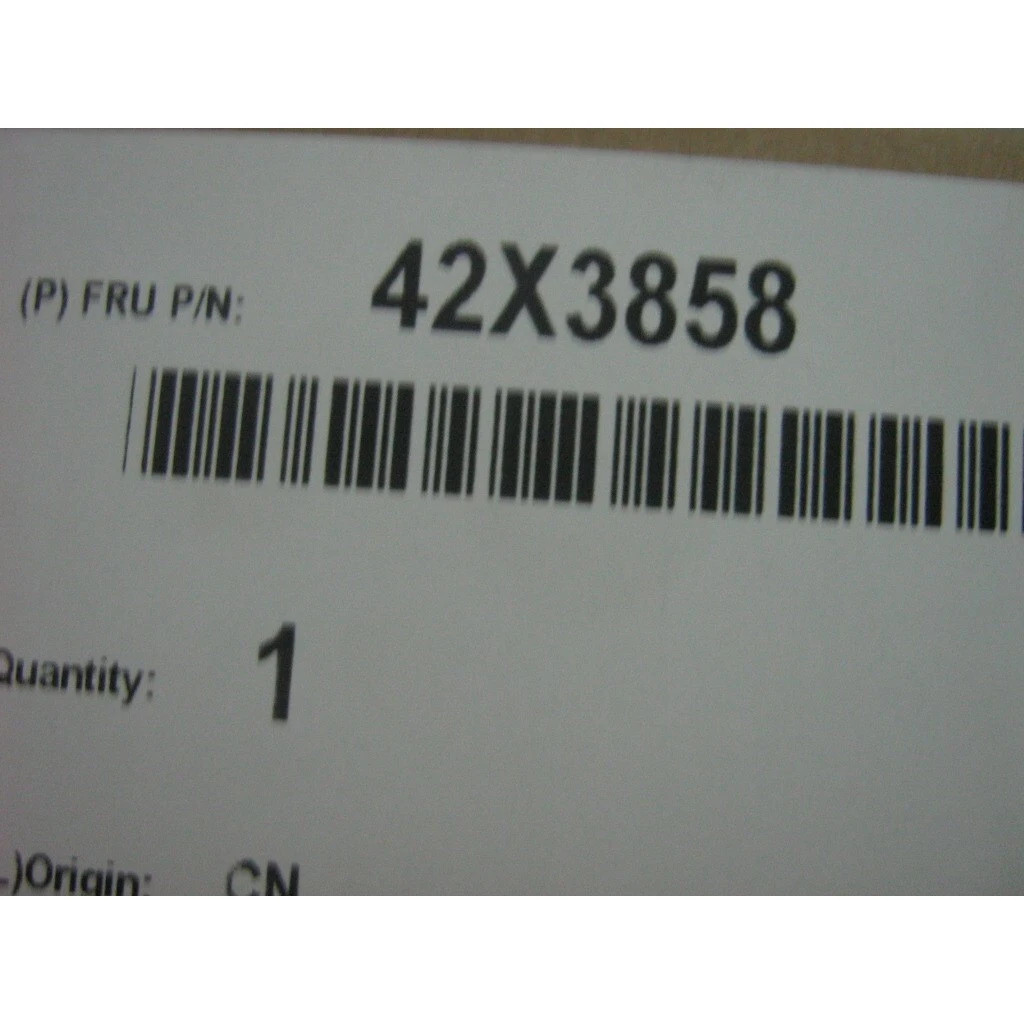 (P) FRU P/N: 42X3858
Quantity: 1
L)Origin: CN